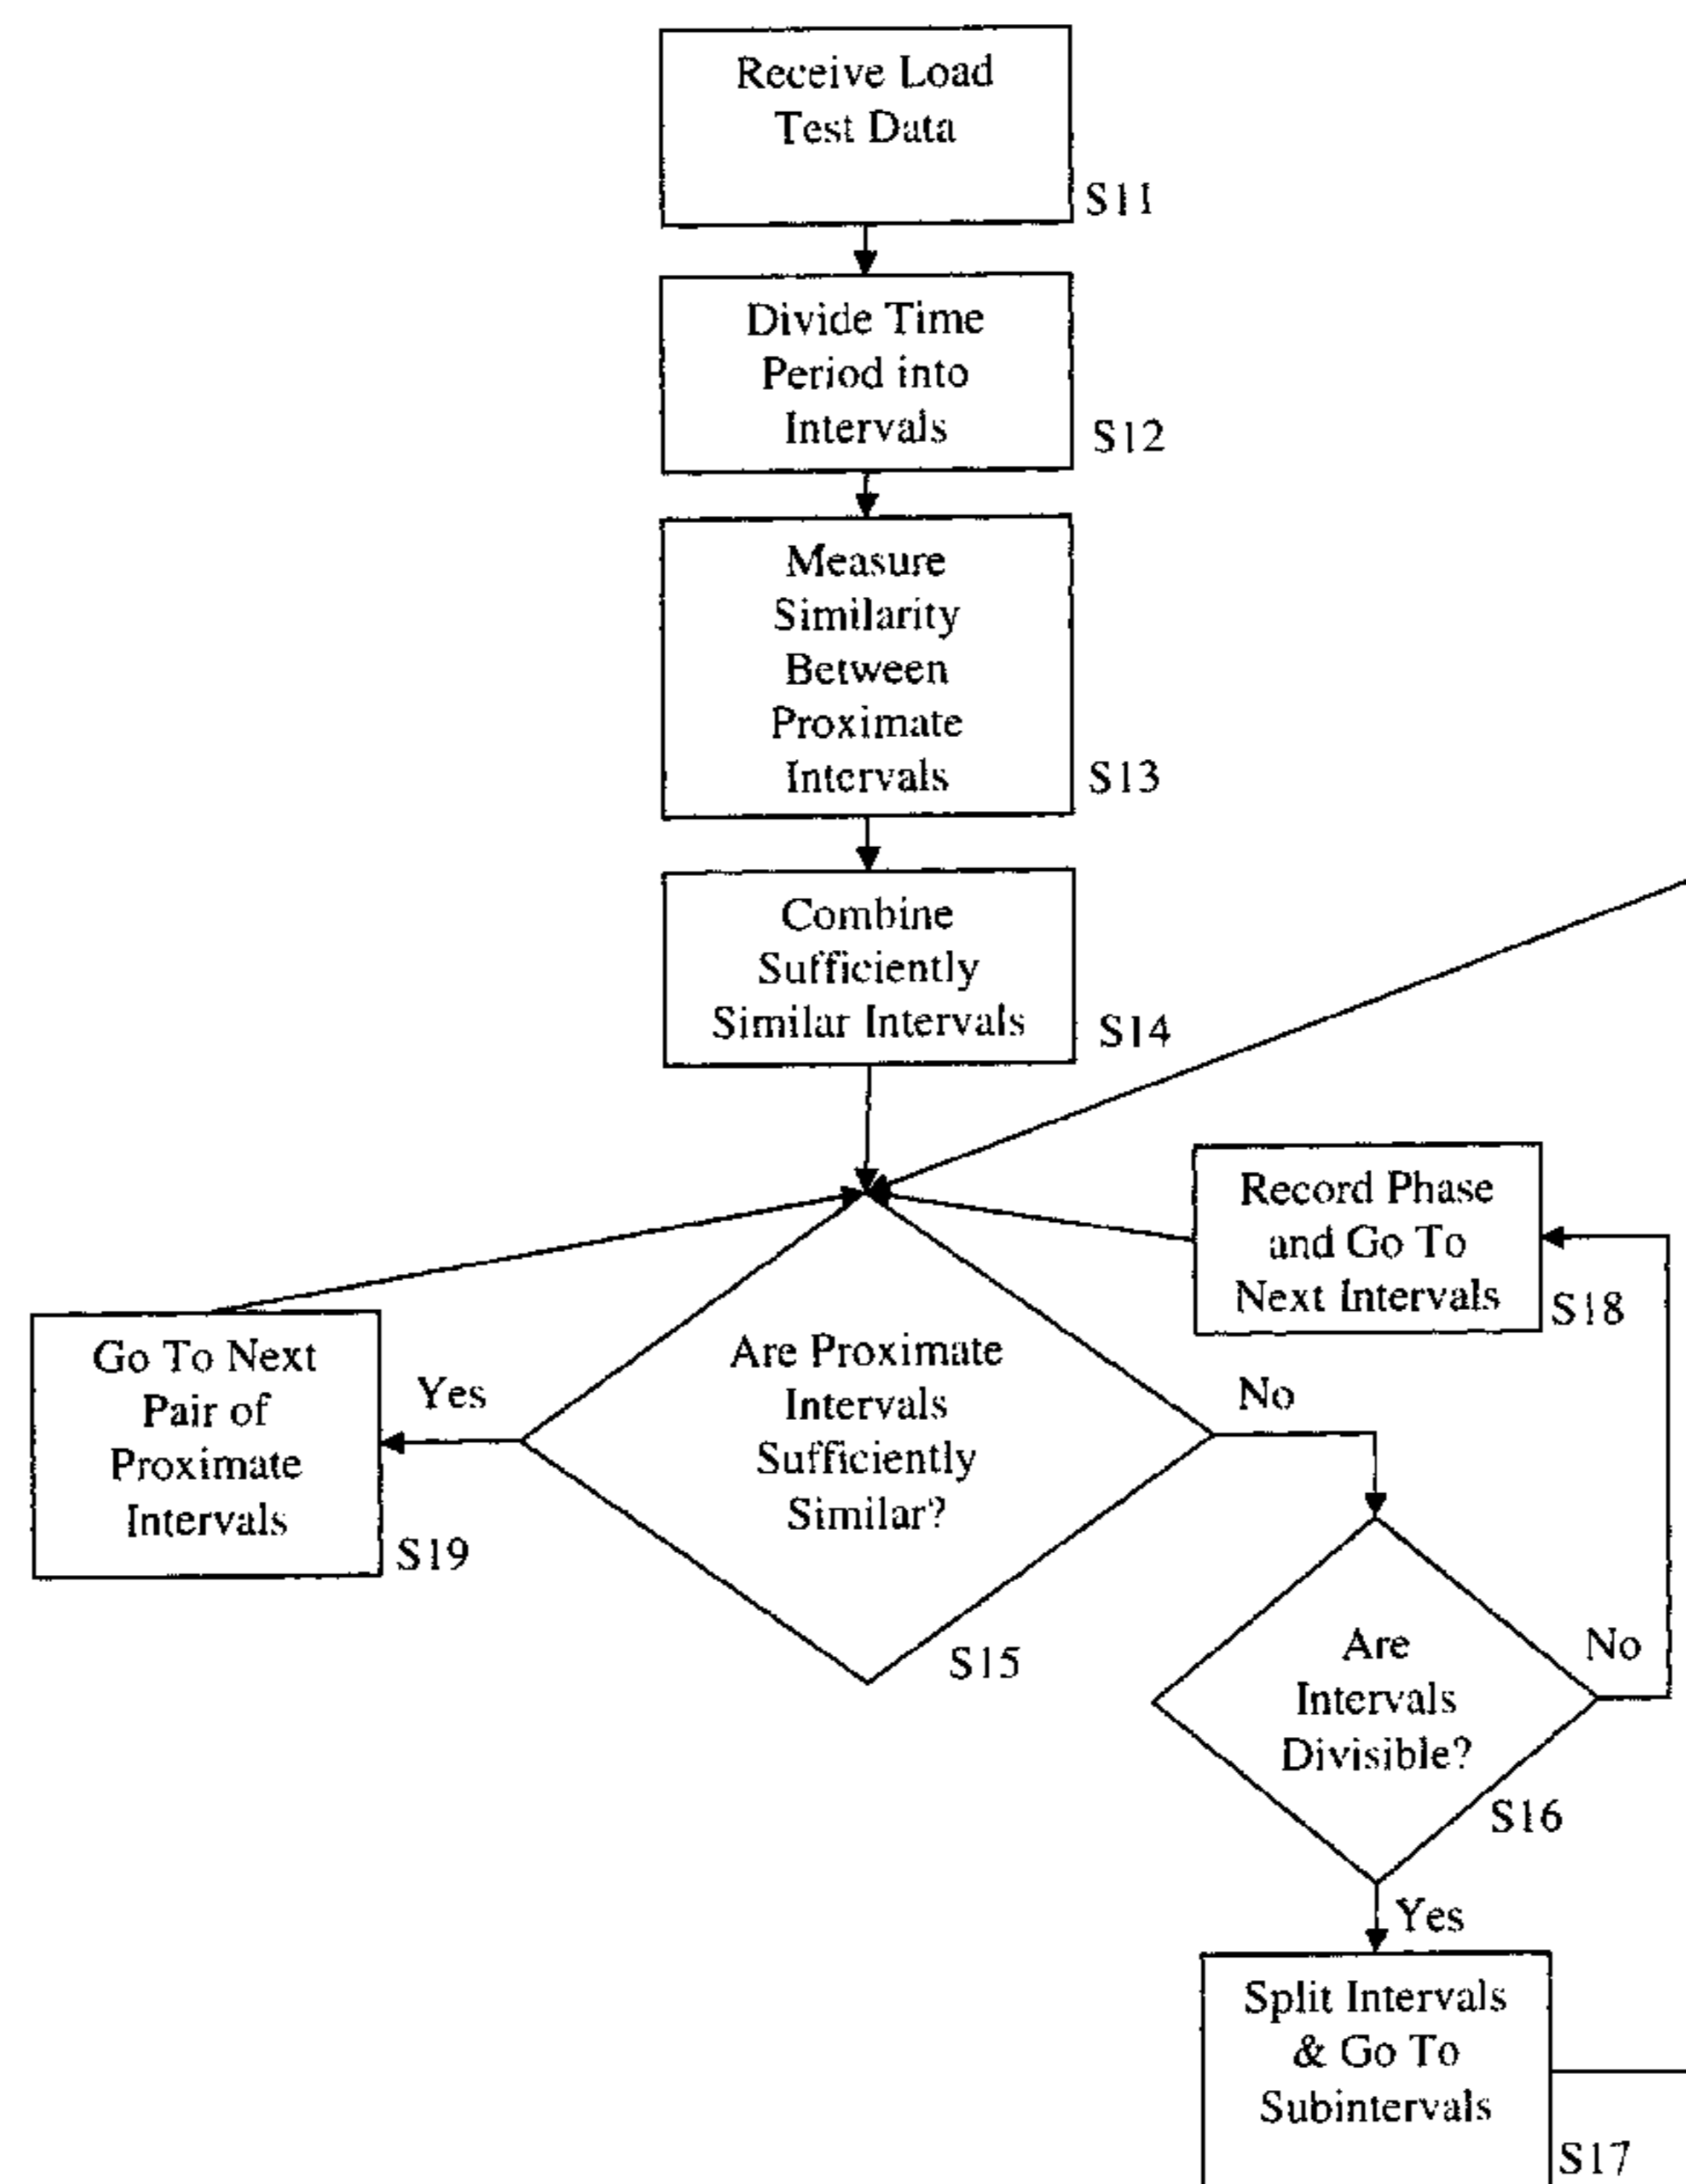 Receive Load
Test Data
S11
Divide Time
Period into
Intervals
S12
Measure
Similarity
Between
Proximate
Intervals
S13
Combine
Sufficiently
Similar Intervals
S14
Record Phase
and Go To
Next Intervals
S18
Go To Next
Pair of
Proximate
Intervals
S19
Yes
Are Proximate
Intervals
Sufficiently
Similar?
S15
No
Are
Intervals
Divisible?
S16
No
Yes
Split Intervals
& Go To
Subintervals
S17